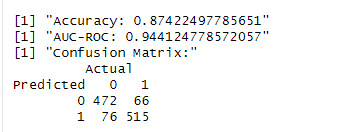 [1] "Accuracy: 0.87422497785651"
[1] "AUC-ROC: 0.944124778572057"
[1] "Confusion Matrix:"
Actual
Predicted 0 1
0 472 66
1 76 515